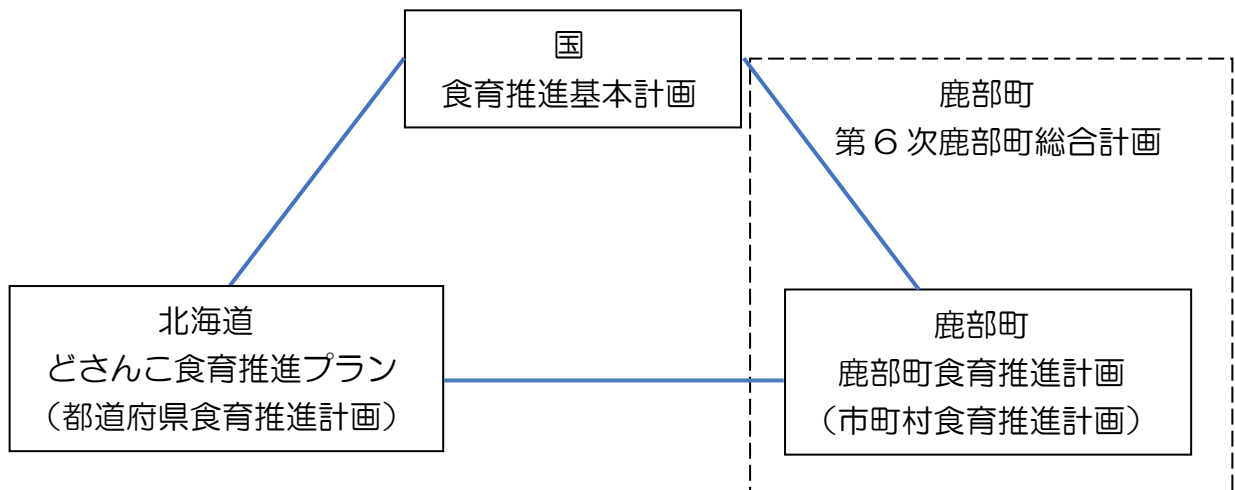 国
食育推進基本計画
鹿部町
第６次鹿部町総合計画
北海道
どさんこ食育推進プラン
（都道府県食育推進計画）
鹿部町
鹿部町食育推進計画
（市町村食育推進計画）